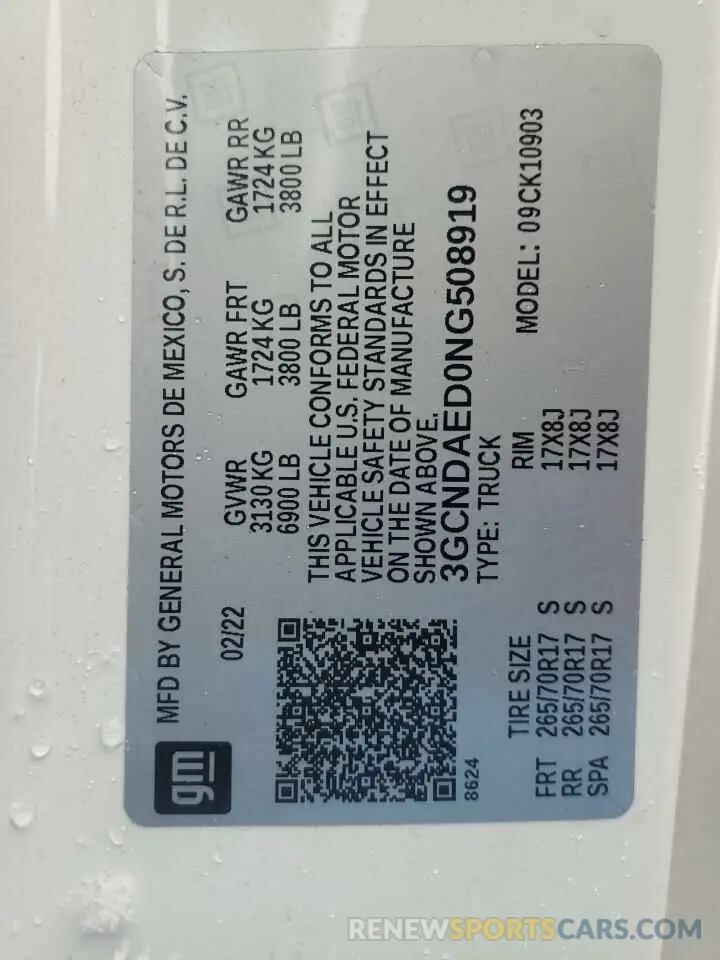 gm
MFD BY GENERAL MOTORS DE MEXICO, S. DE R.L. DE C.V.
02/22
GVWR GAWR FRT GAWR RR
3130 KG 1724 KG 1724 KG
6900 LB 3800 LB 3800 LB
THIS VEHICLE CONFORMS TO ALL
APPLICABLE U.S. FEDERAL MOTOR
VEHICLE SAFETY STANDARDS IN EFFECT
ON THE DATE OF MANUFACTURE
SHOWN ABOVE.
3GCNDAED0NG508919
8624
TYPE: TRUCK
MODEL: 09CK10903
TIRE SIZE RIM
FRT 265/70R17 S 17X8J
RR 265/70R17 S 17X8J
SPA 265/70R17 S 17X8J
RENEWSPORTSCARS.COM